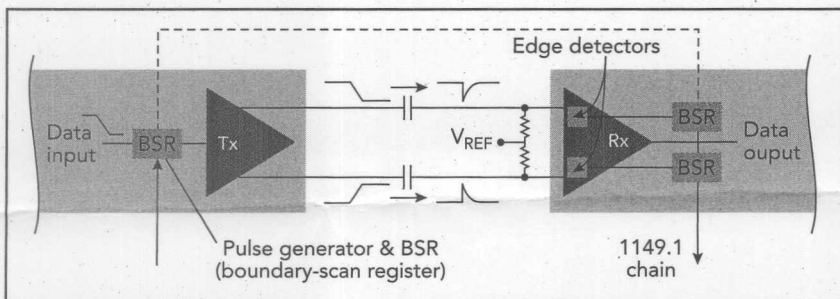 Edge detectors
Data
input
BSR
Tx
VREF
Rx
BSR
BSR
Data
ouput
Pulse generator & BSR
(boundary-scan register)
1149.1
chain